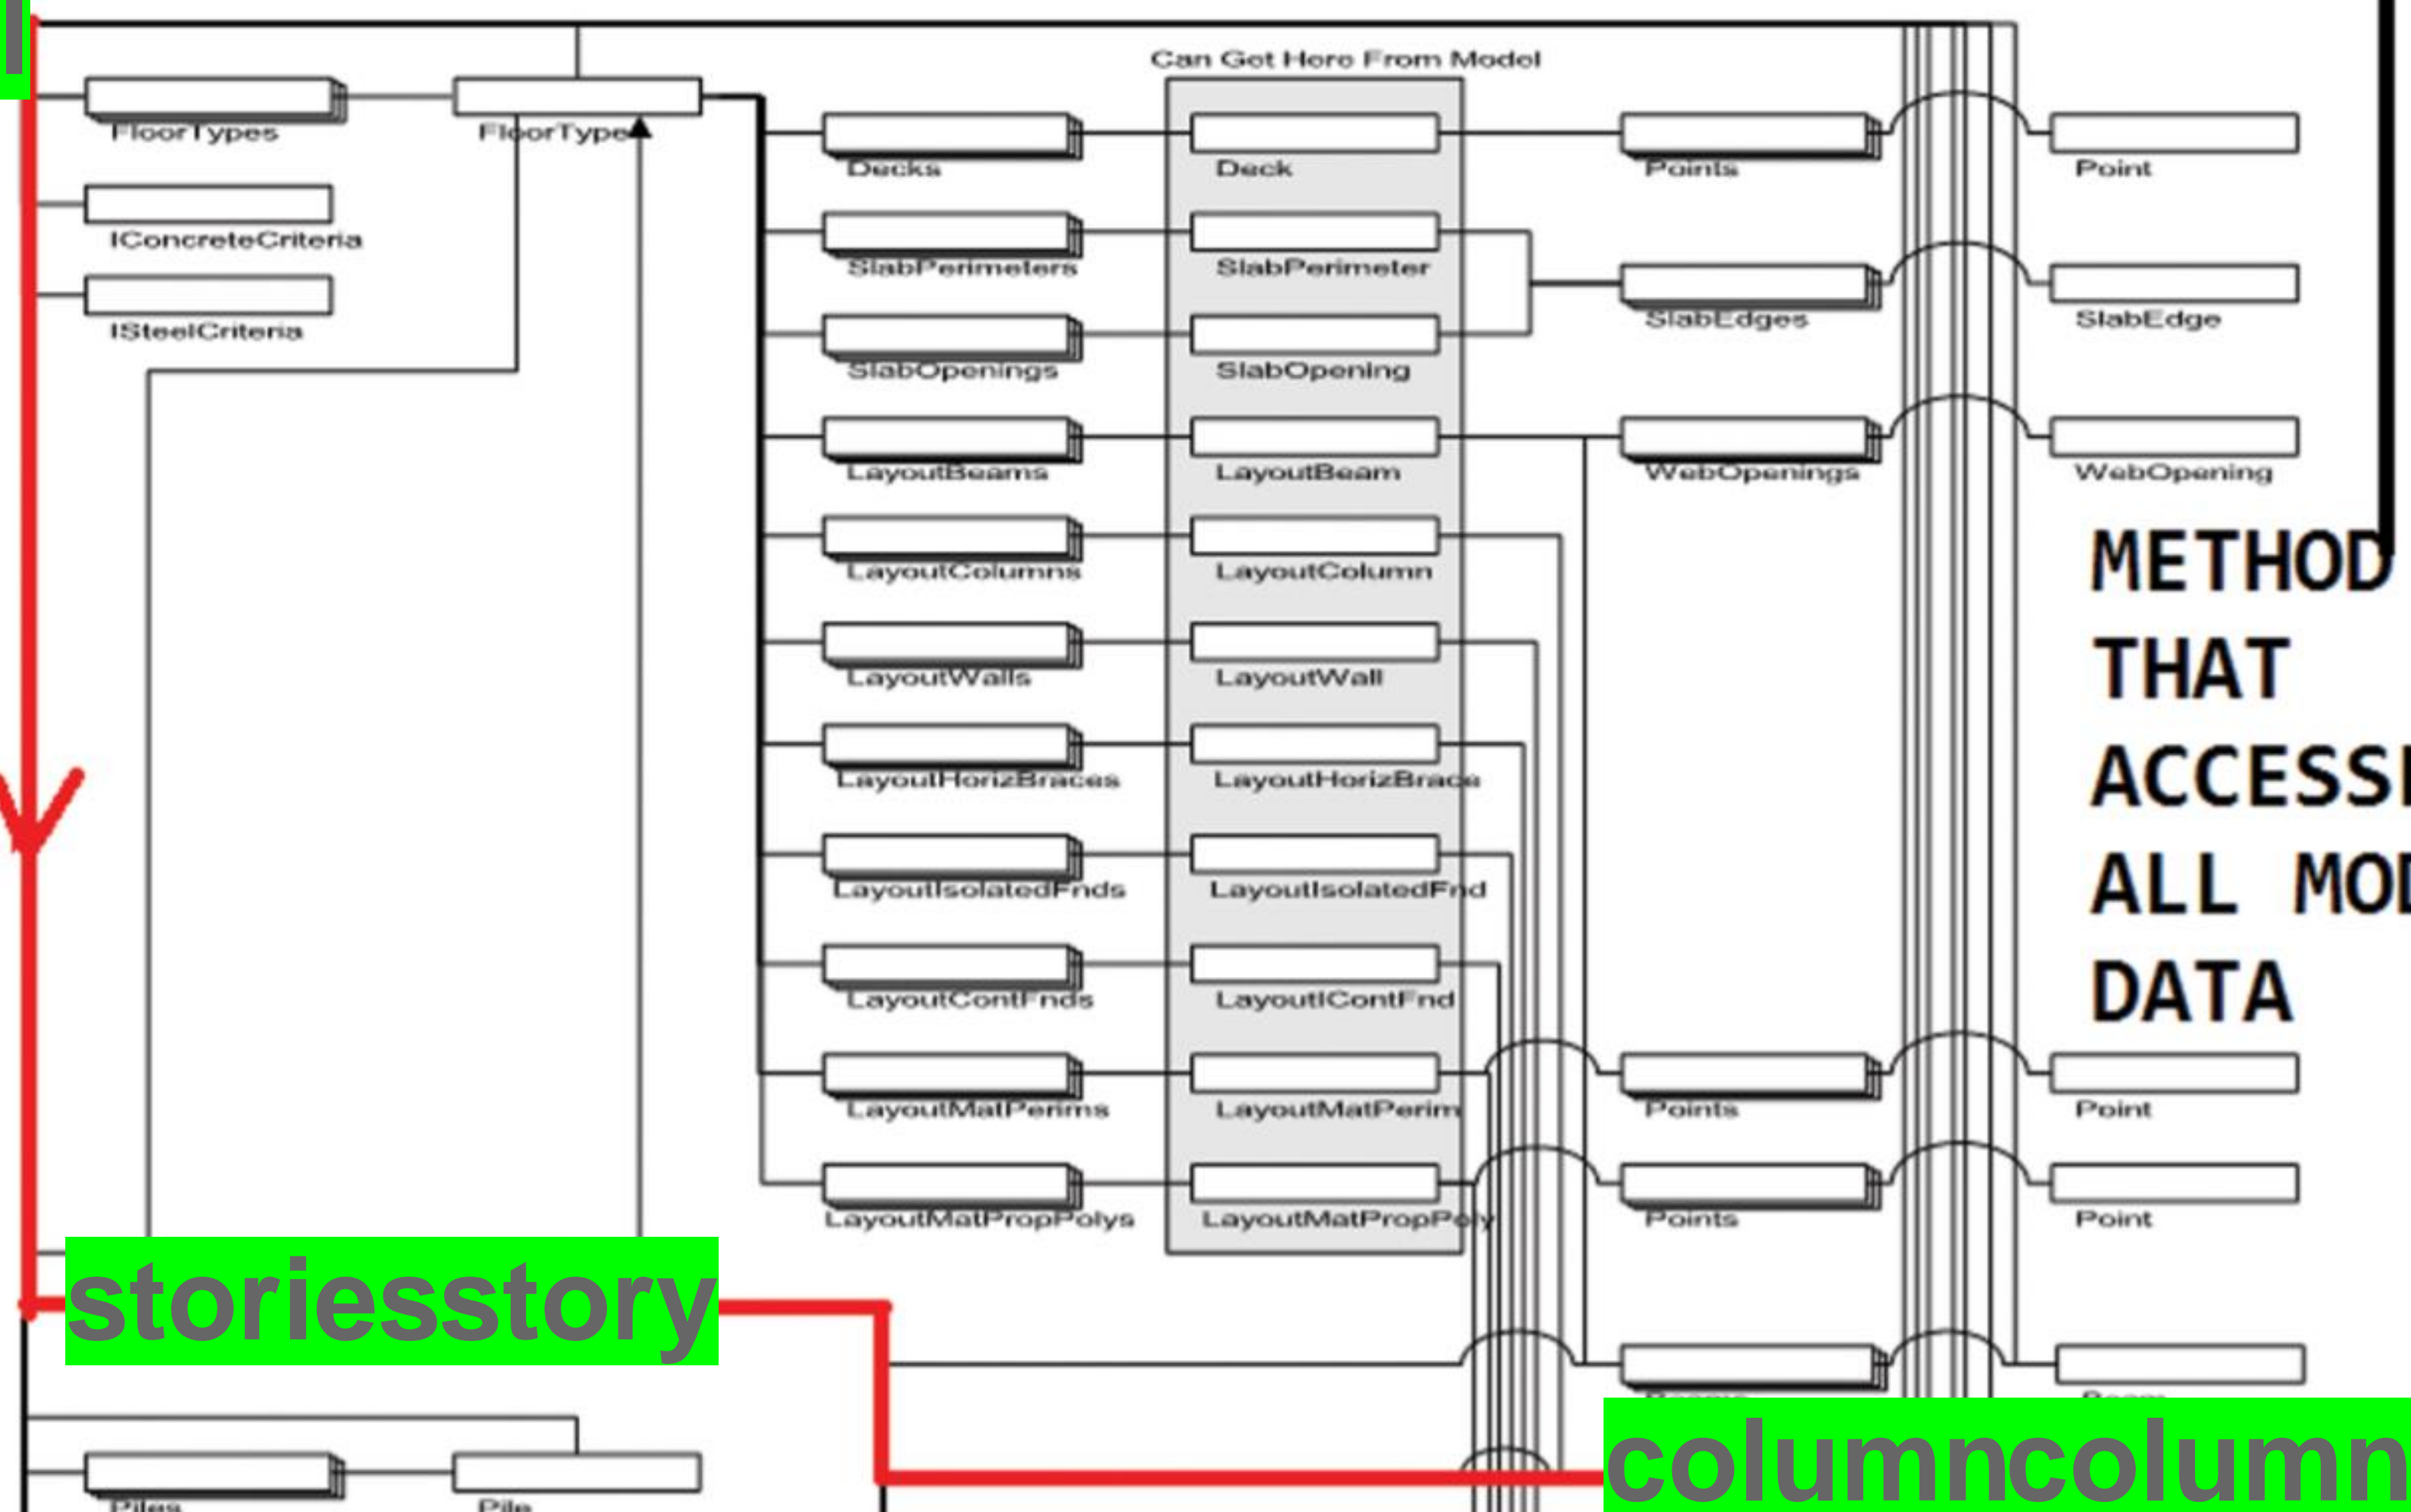 Can Get Here From Model
FloorTypes
FloorType
Decks
Deck
Points
Point
IConcreteCriteria
SlabPerimeters
SlabPerimeter
ISteelCriteria
SlabEdges
SlabEdge
SlabOpenings
SlabOpening
LayoutBeams
LayoutBeam
WebOpenings
WebOpening
LayoutColumns
LayoutColumn
METHOD
THAT
LayoutWalls
LayoutWall
LayoutHorizBraces
LayoutHorizBrace
ALL MOD
LayoutIsolatedFnds
LayoutIsolatedFnd
DATA
LayoutContFnds
LayoutIContFnd
LayoutMatPerims
LayoutMatPerim
Points
Point
LayoutMatPropPolys
LayoutMatPropPoly
Points
Point
storiesstory
columncolumn
Piles
Pile